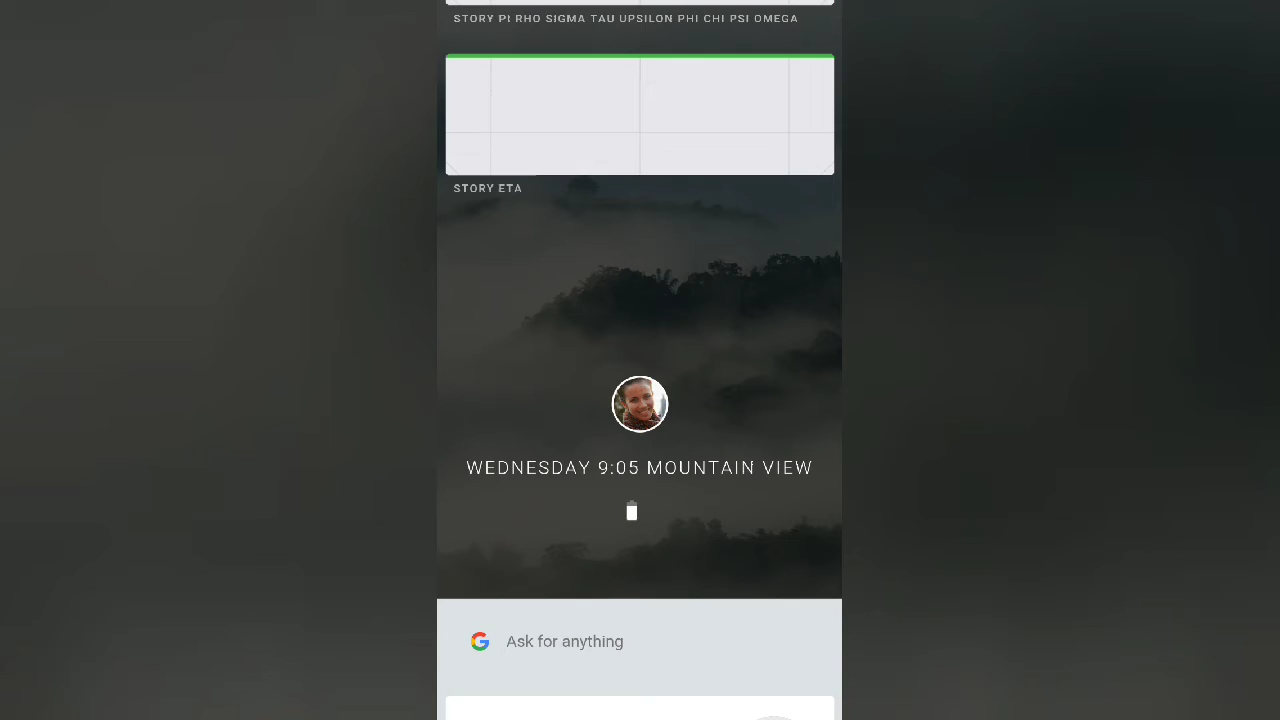 STORY PI RHO SIGMA TAU UPSILON PHI CHI PSI OMEGA
STORY ETA
WEDNESDAY 9:05 MOUNTAIN VIEW
Ask for anything